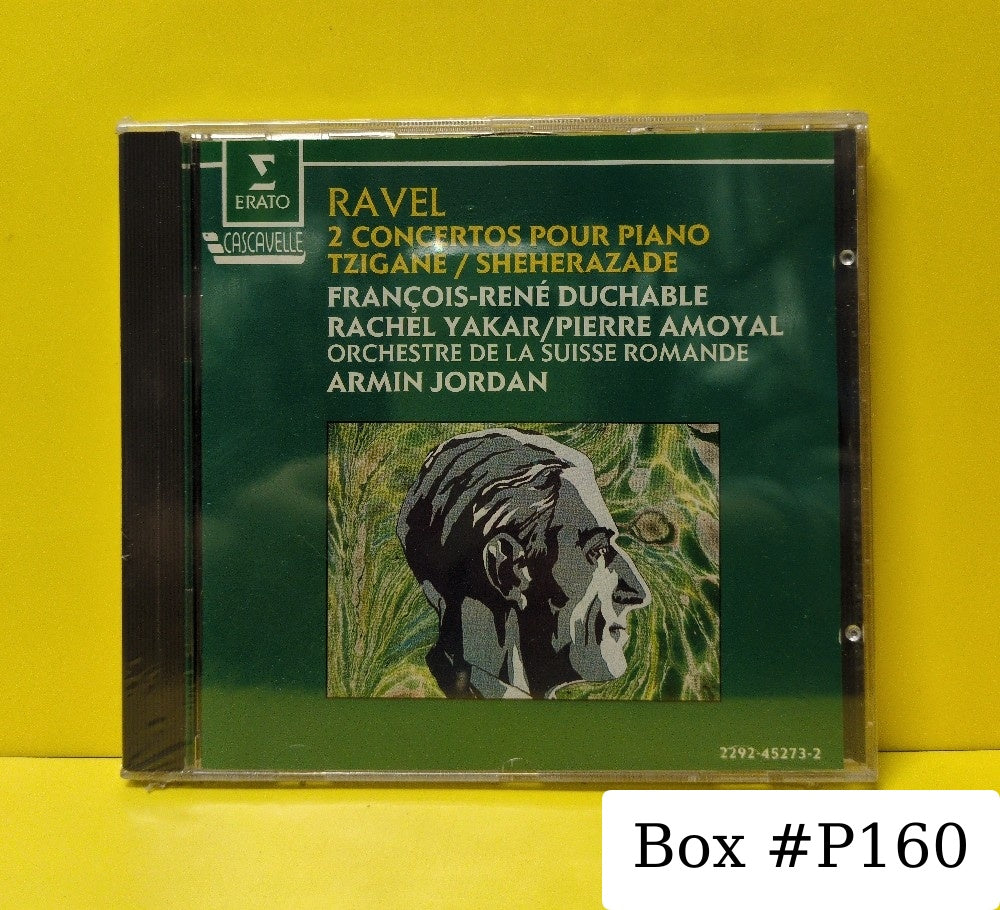 ERATO
CASCAVELLE
RAVEL
2 CONCERTOS POUR PIANO
TZIGANE / SHEHERAZADE
FRANÇOIS-RENÉ DUCHABLE
RACHEL YAKAR/PIERRE AMOYAL
ORCHESTRE DE LA SUISSE ROMANDE
ARMIN JORDAN
2292-45273-2
Box #P160